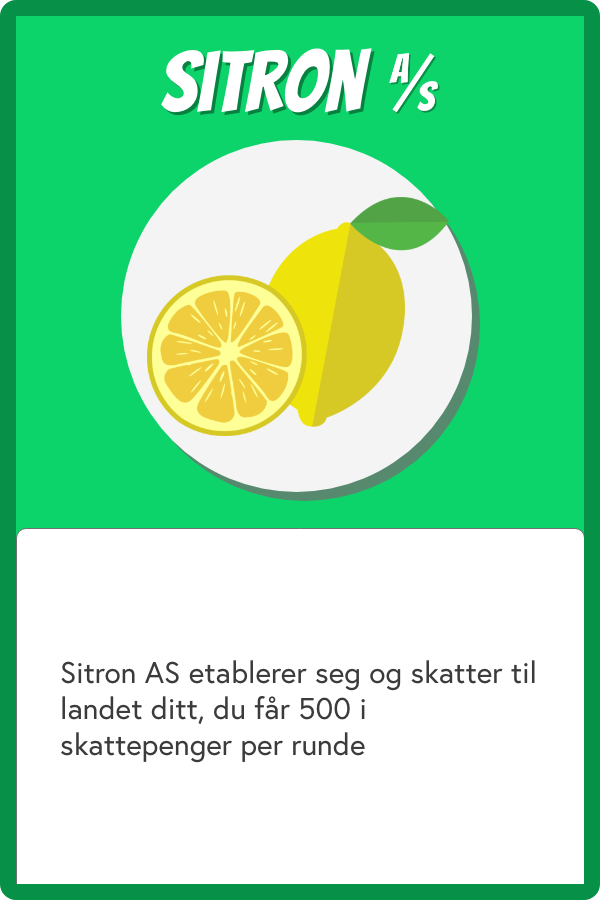 SITRON A/S
Sitron AS etablerer seg og skatter til
landet ditt, du får 500 i
skattepenger per runde